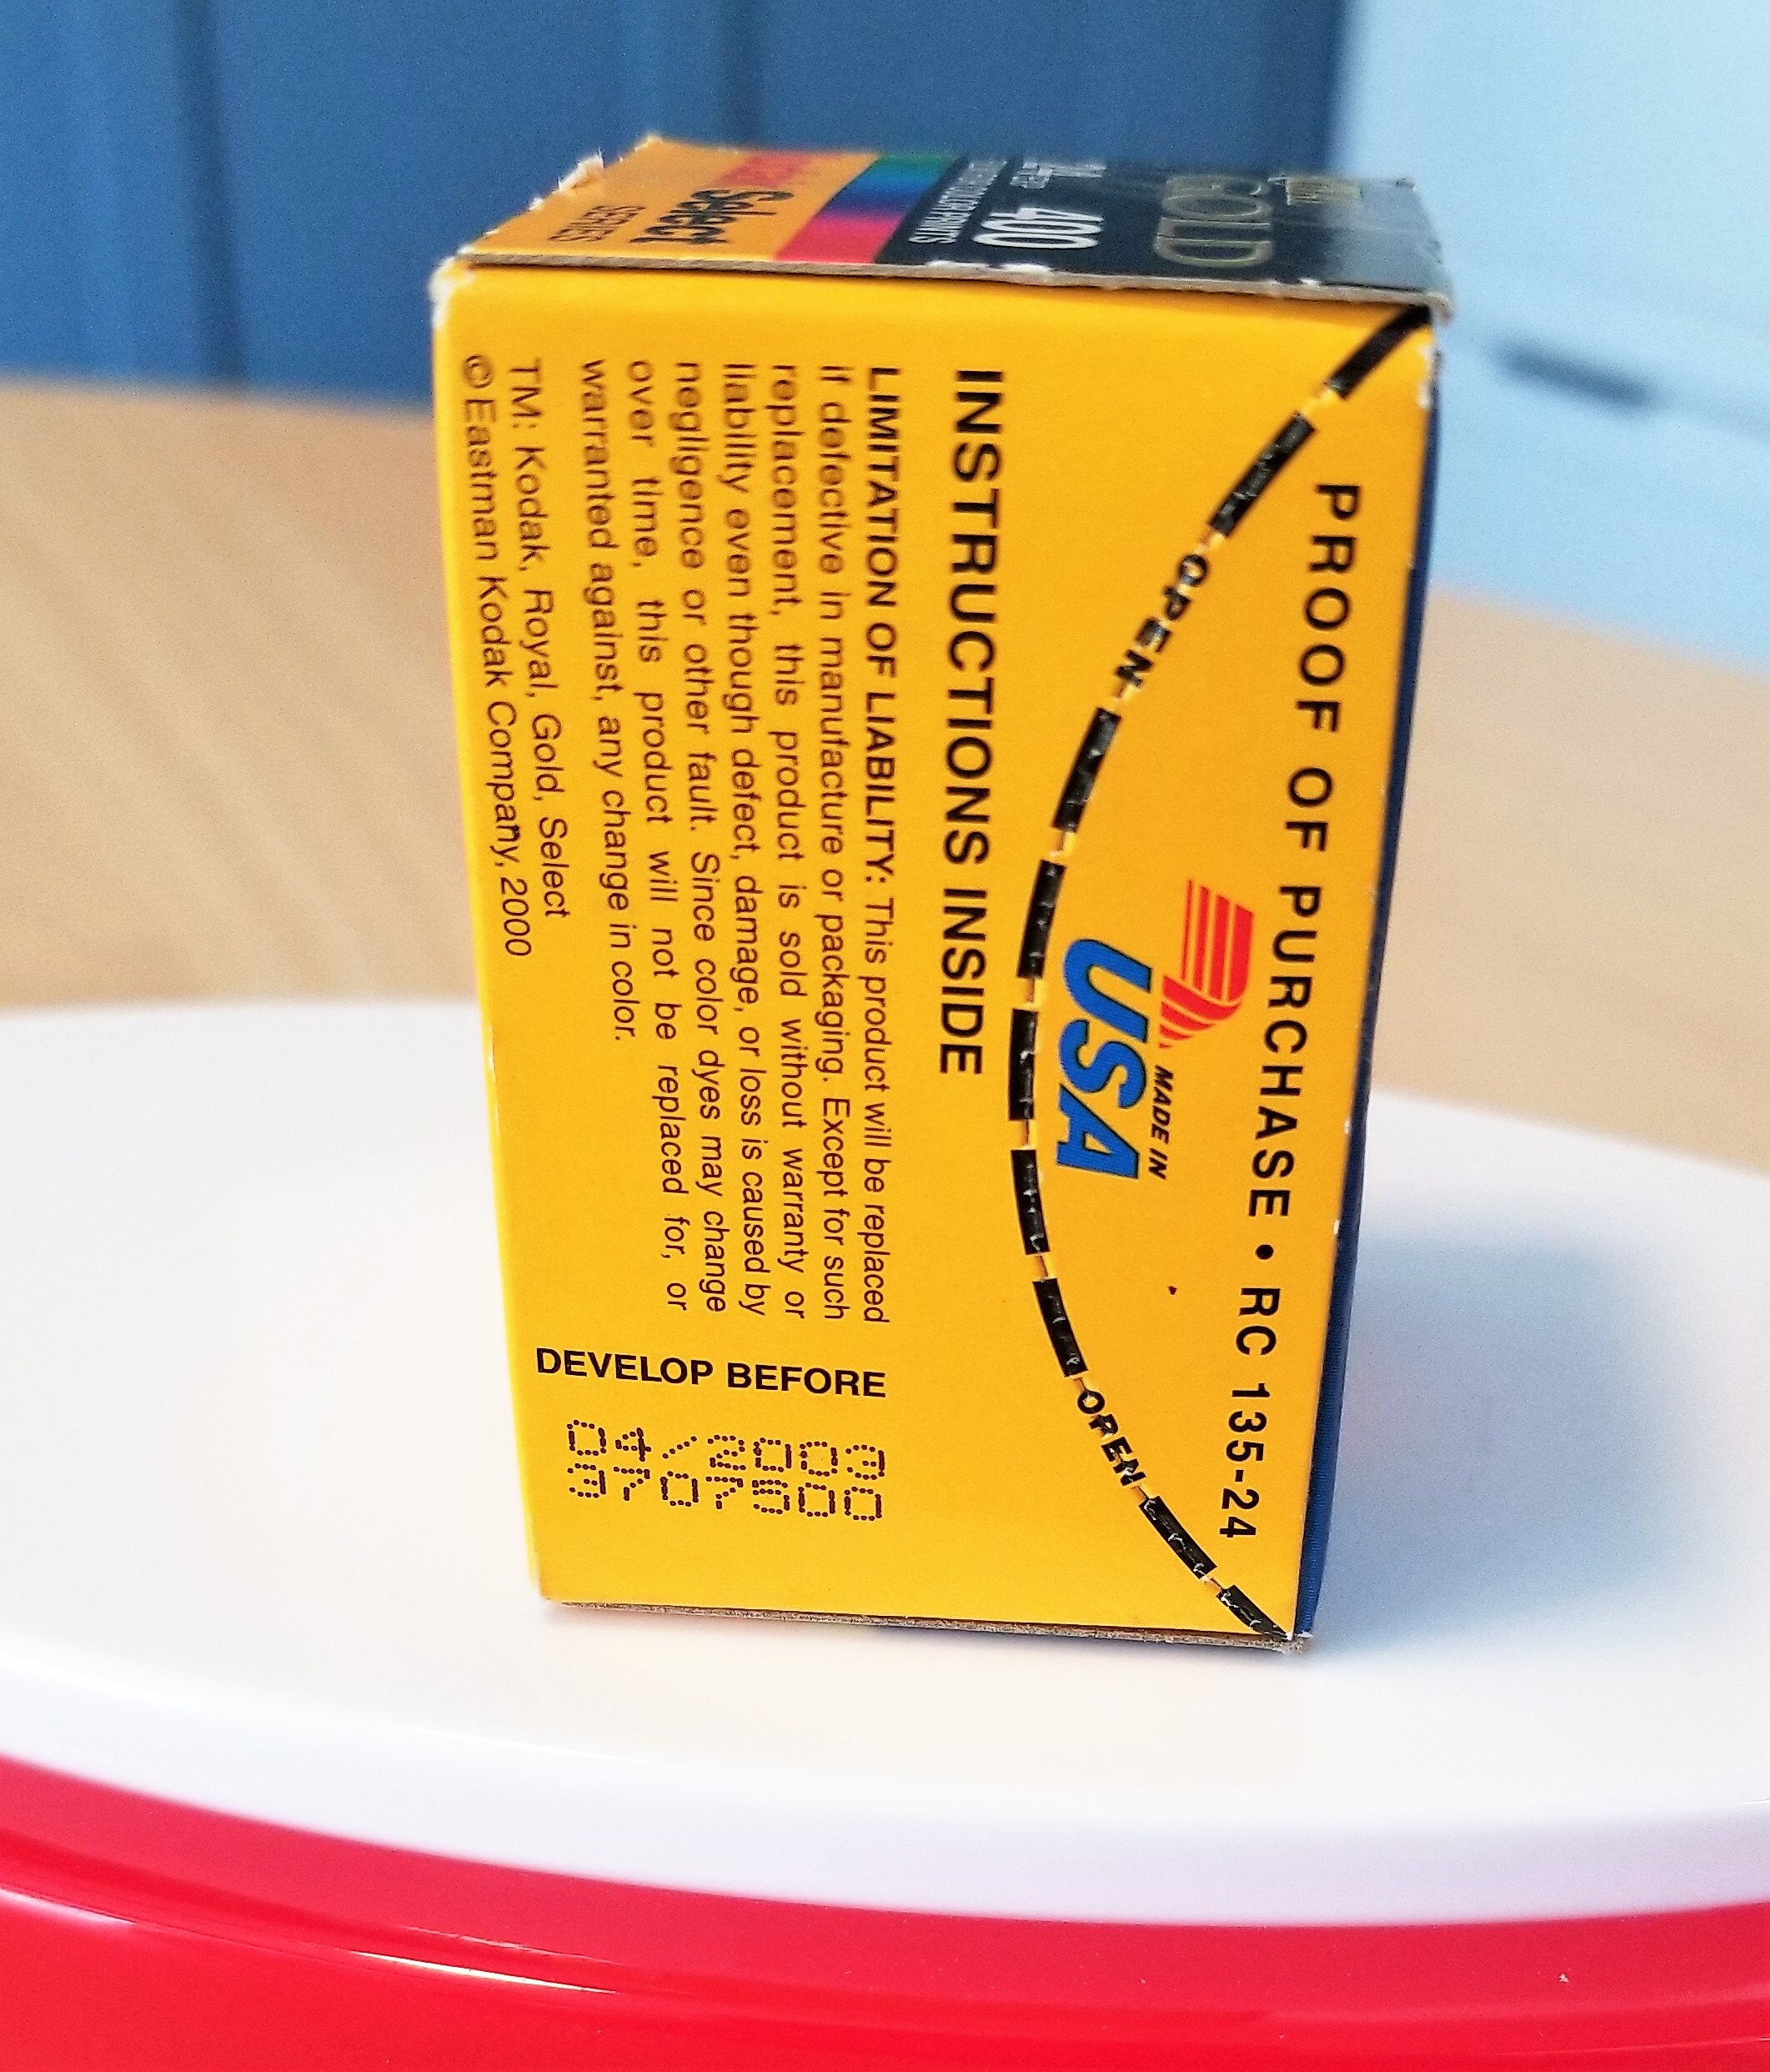 GOLD
400
Select
SERIES
PROOF OF PURCHASE • RC 135-24
MADE IN
USA
OPEN
OPEN
INSTRUCTIONS INSIDE
LIMITATION OF LIABILITY: This product will be replaced
if defective in manufacture or packaging. Except for such
replacement, this product is sold without warranty or
liability even though defect, damage, or loss is caused by
negligence or other fault. Since color dyes may change
over time, this product will not be replaced for, or
warranted against, any change in color.
TM: Kodak, Royal, Gold, Select
©Eastman Kodak Company, 2000
DEVELOP BEFORE
04/2003